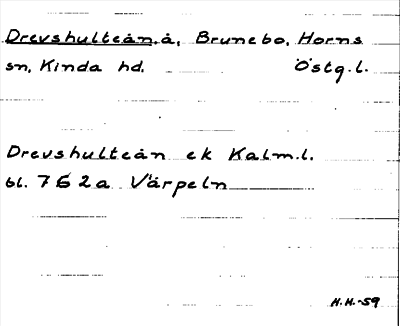 Drevshulteån, å, Brunebo, Horns
sn, Kinda hd. Östg.l.
Drevshulteån ek Kalm.l.
bl. 762a Värpeln
H.H.-59